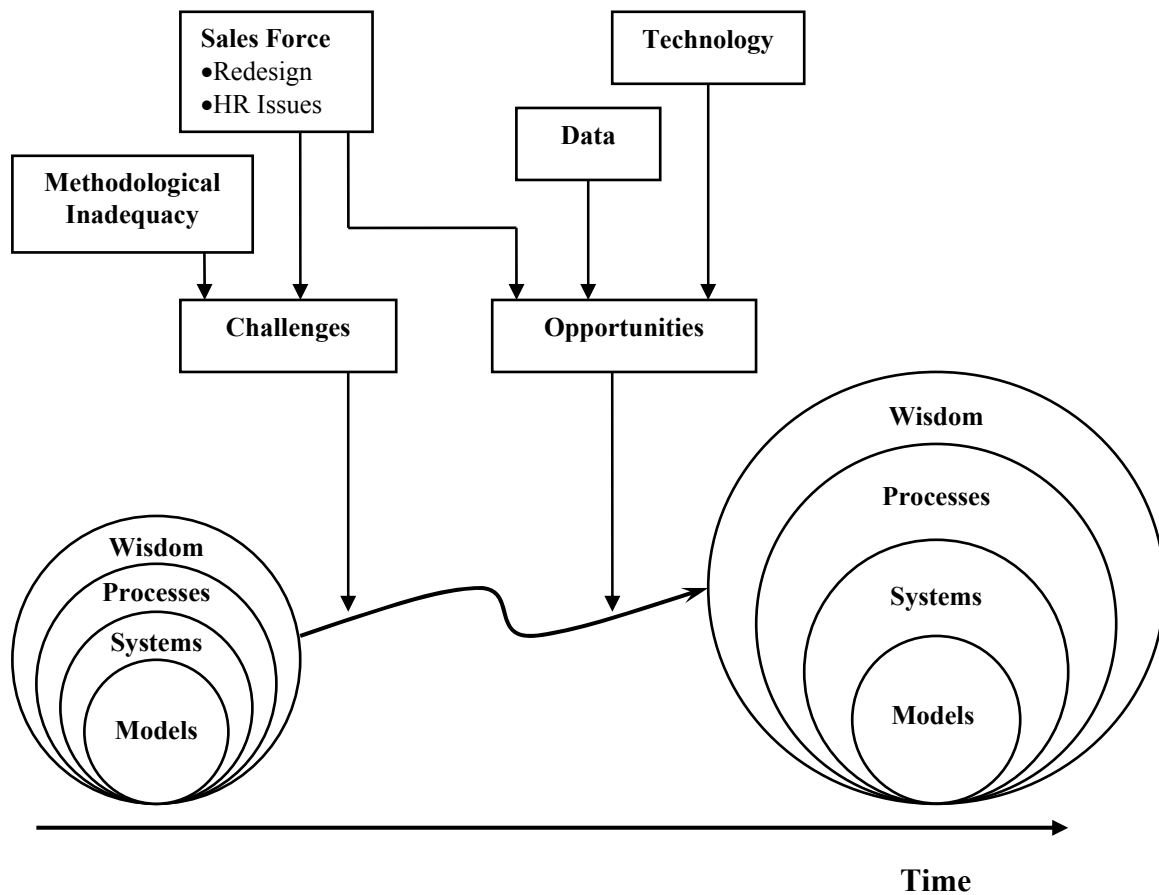 Sales Force
•Redesign
•HR Issues
Technology
Data
Methodological
Inadequacy
Challenges
Opportunities
Wisdom
Processes
Systems
Models
Wisdom
Processes
Systems
Models
Time